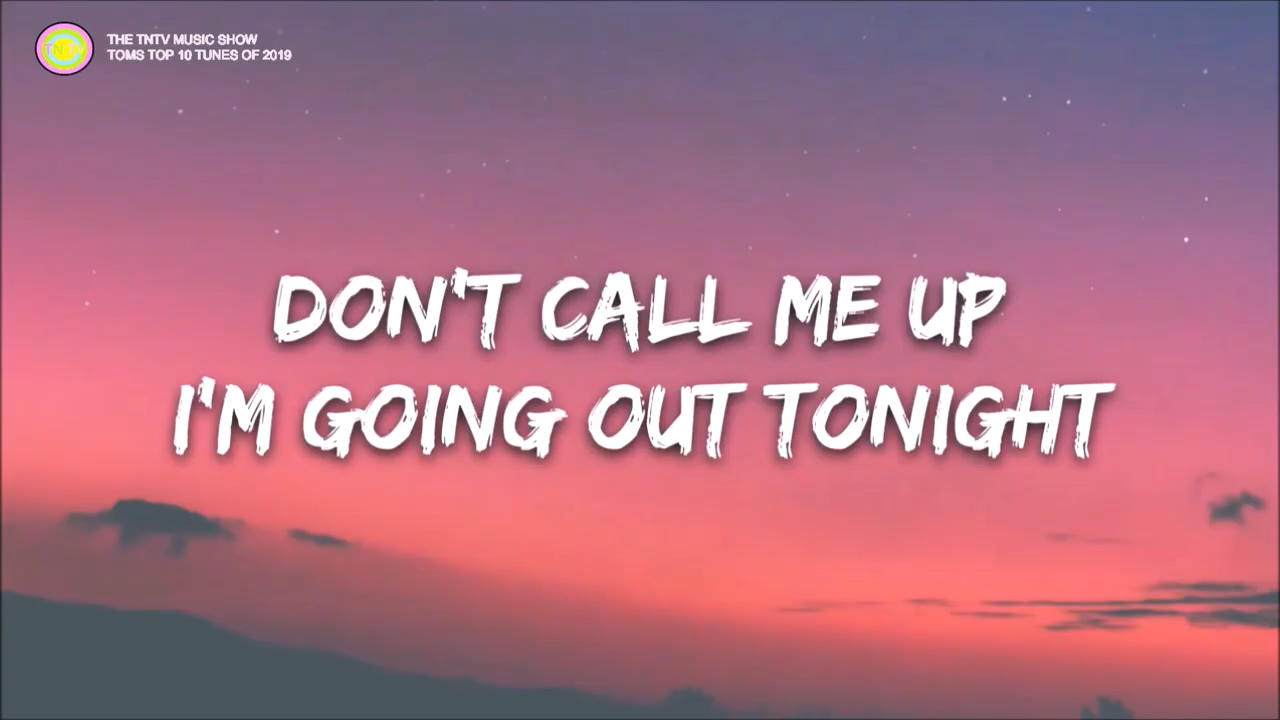 THE TNTV MUSIC SHOW
TOMS TOP 10 TUNES OF 2019
DON'T CALL ME UP
I'M GOING OUT TONIGHT